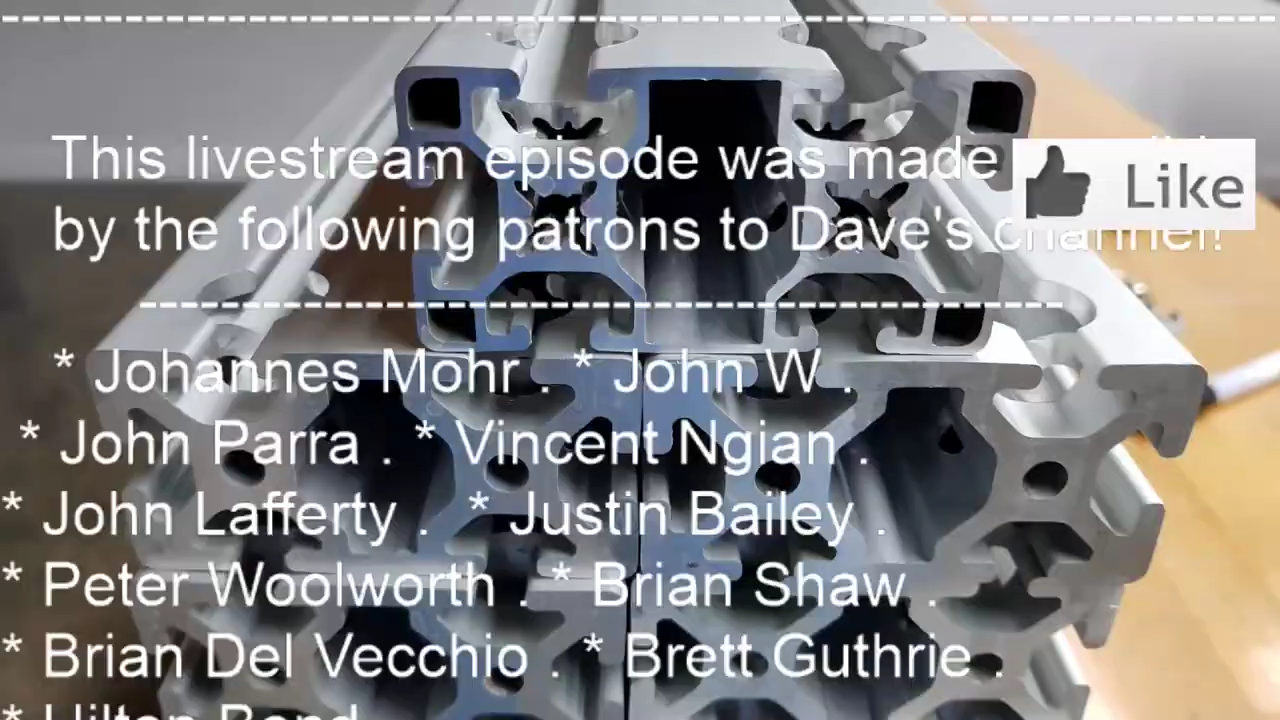 This livestream episode was made
Like
by the following patrons to Dave's channel!
* Johannes Mohr . * John W .
* John Parra . * Vincent Ngian .
* John Lafferty . * Justin Bailey .
* Peter Woolworth . * Brian Shaw .
* Brian Del Vecchio . * Brett Guthrie .